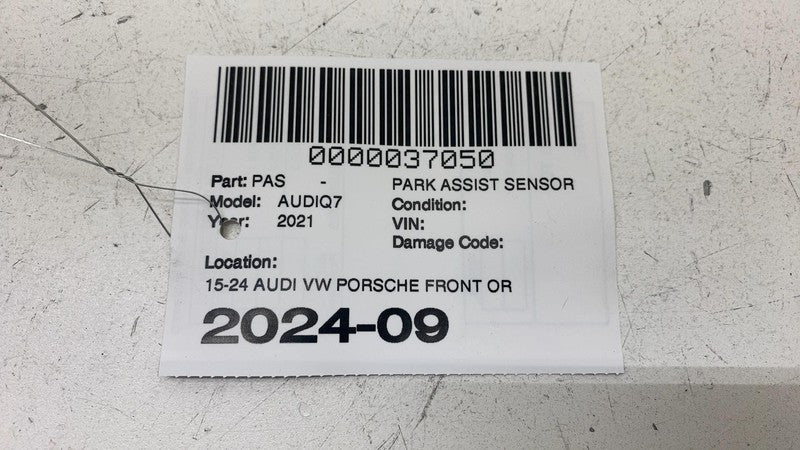 0000037050
Part: PAS - PARK ASSIST SENSOR
Model: AUDIQ7 Condition:
Year: 2021 VIN:
Damage Code:
Location:
15-24 AUDI VW PORSCHE FRONT OR
2024-09